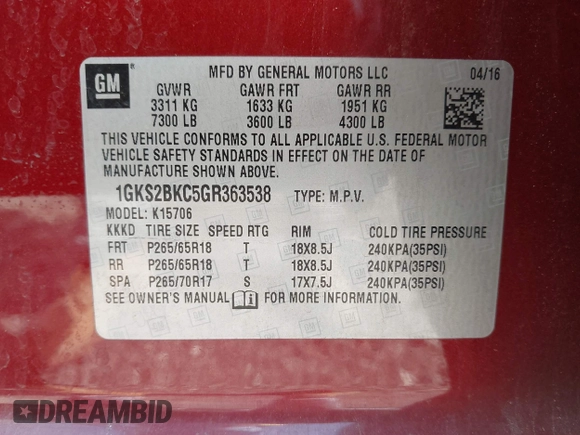 GM ® MFD BY GENERAL MOTORS LLC 04/16
GVWR GAWR FRT GAWR RR
3311 KG 1633 KG 1951 KG
7300 LB 3600 LB 4300 LB
THIS VEHICLE CONFORMS TO ALL APPLICABLE U.S. FEDERAL MOTOR
VEHICLE SAFETY STANDARDS IN EFFECT ON THE DATE OF
MANUFACTURE SHOWN ABOVE.
1GKS2BKC5GR363538 TYPE: M.P.V.
MODEL: K15706
KKKD TIRE SIZE SPEED RTG RIM COLD TIRE PRESSURE
FRT P265/65R18 T 18X8.5J 240KPA(35PSI)
RR P265/65R18 T 18X8.5J 240KPA(35PSI)
SPA P265/70R17 S 17X7.5J 240KPA(35PSI)
SEE OWNER'S MANUAL FOR MORE INFORMATION.
DREAMBID